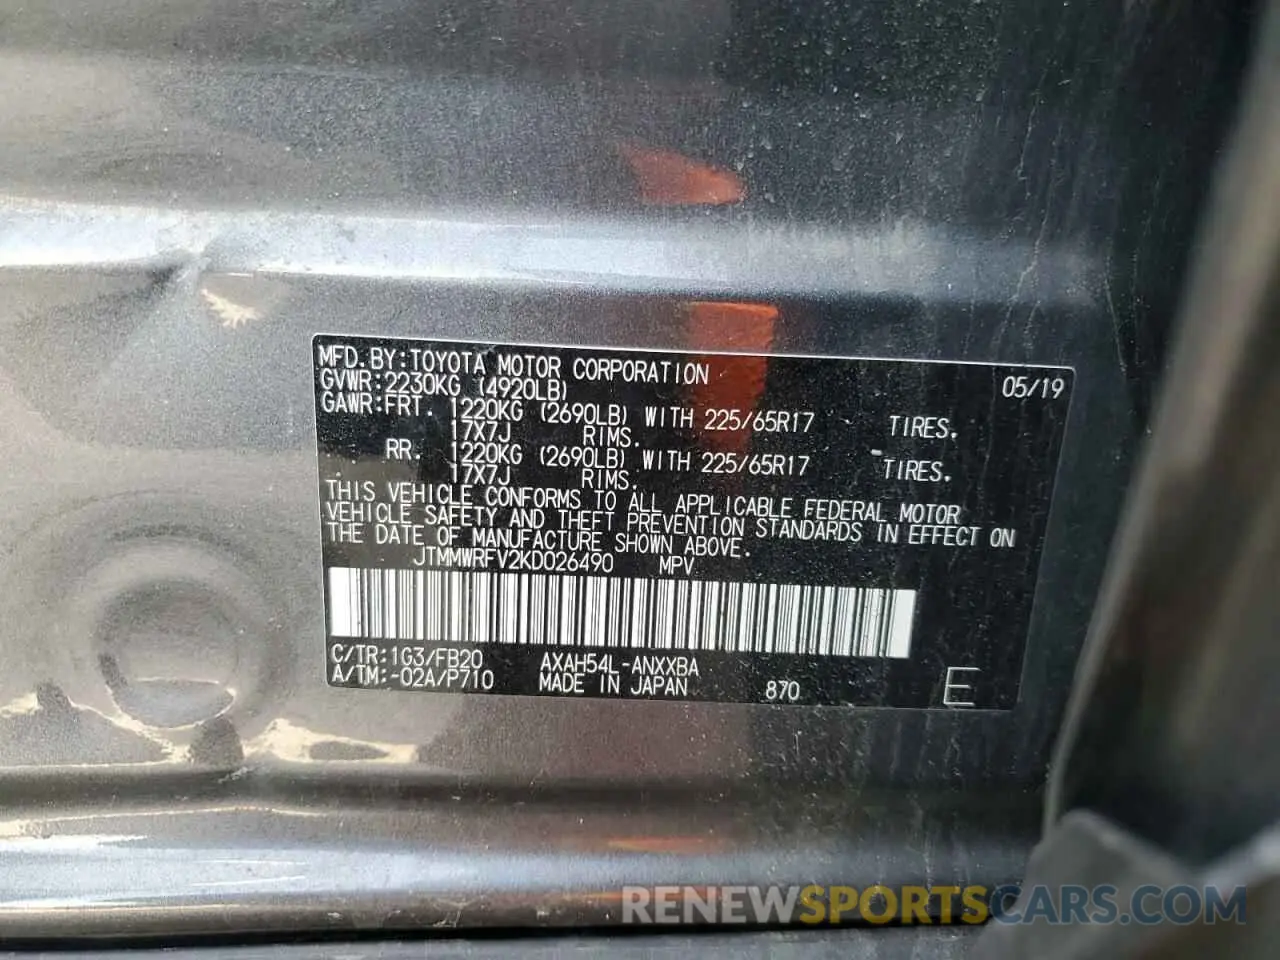 MFD.BY:TOYOTA MOTOR CORPORATION 05/19
GVWR:2230KG (4920LB)
GAWR:FRT. 1220KG (2690LB) WITH 225/65R17 TIRES.
17X7J RIMS.
RR. 1220KG (2690LB) WITH 225/65R17 TIRES.
17X7J RIMS.
THIS VEHICLE CONFORMS TO ALL APPLICABLE FEDERAL MOTOR
VEHICLE SAFETY AND THEFT PREVENTION STANDARDS IN EFFECT ON
THE DATE OF MANUFACTURE SHOWN ABOVE.
JTMMWRFV2KD026490 MPV
C/TR:1G3/FB20 AXAH54L-ANXXBA
A/TM:-02A/P710 MADE IN JAPAN 870 E
RENEWSPORTSCARS.COM